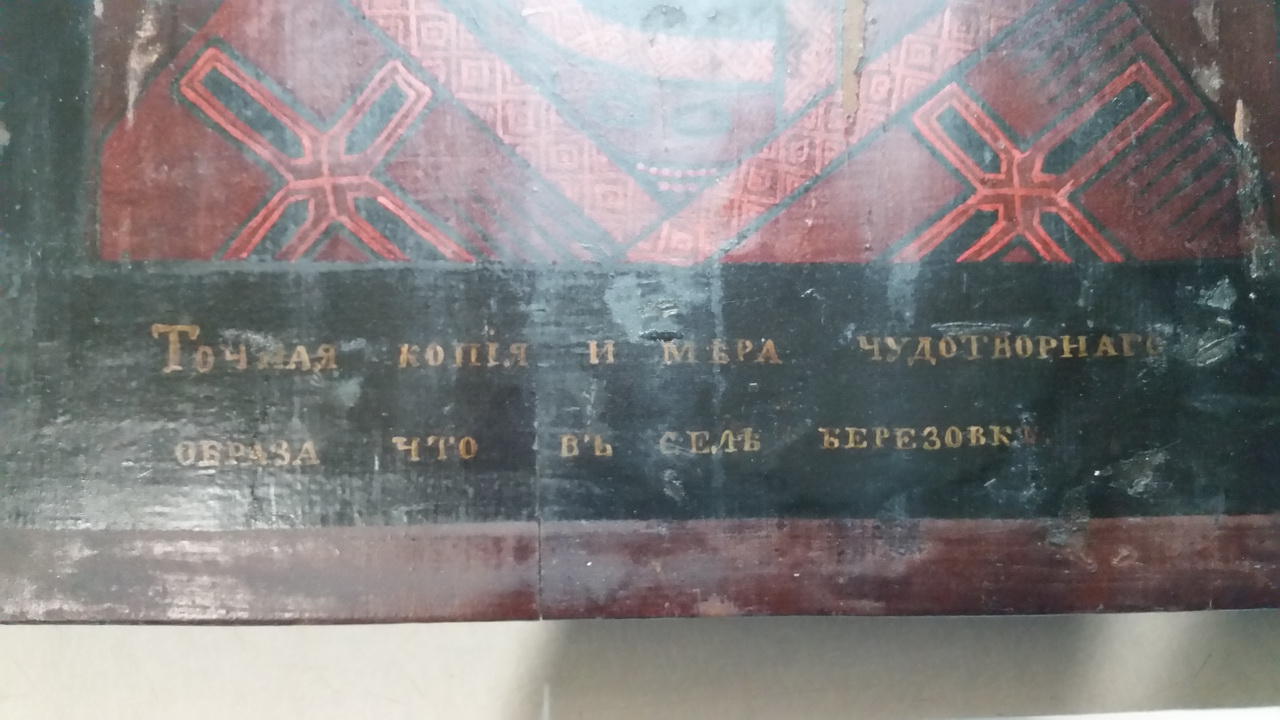 Точная копія и мѣра чудотворнаго
образа что въ селѣ Березовкѣ